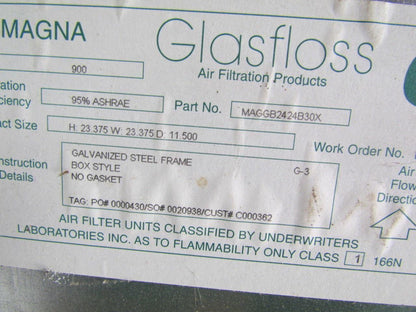 MAGNA
Glasfloss
900
Air Filtration Products
95% ASHRAE
Part No. MAGGB2424B30X
Size H: 23.375 W: 23.375 D: 11.500
Work Order No.
GALVANIZED STEEL FRAME G-3
BOX STYLE
Details NO GASKET
Air
Flow
TAG: PO# 0000430/SO# 0020938/CUST# C000362
AIR FILTER UNITS CLASSIFIED BY UNDERWRITERS
LABORATORIES INC. AS TO FLAMMABILITY ONLY CLASS 1 166N